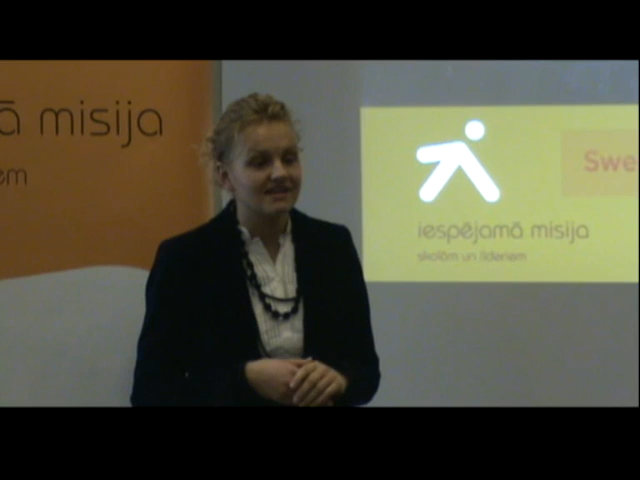 ā misija
em
Swe
iespējamā misija
skolām un līderiem